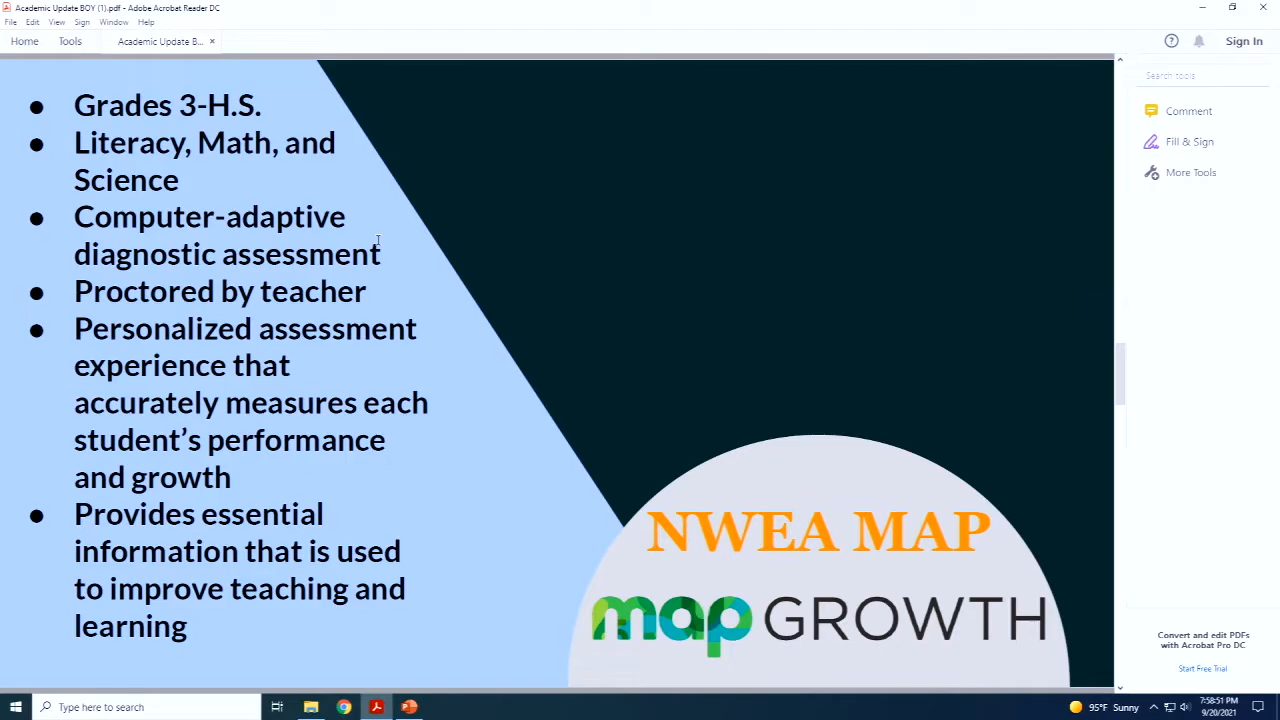 Academic Update BOY (1).pdf - Adobe Acrobat Reader DC
File Edit View Sign Window Help
Home Tools Academic Update B... × Sign In
Search tools
Comment
Fill & Sign
More Tools
● Grades 3-H.S.
● Literacy, Math, and
Science
● Computer-adaptive
diagnostic assessment
● Proctored by teacher
● Personalized assessment
experience that
accurately measures each
student’s performance
and growth
● Provides essential
information that is used
to improve teaching and
learning
NWEA MAP
map GROWTH
Convert and edit PDFs
with Acrobat Pro DC
Start Free Trial
Type here to search
95°F Sunny
7:58:51 PM
9/20/2021